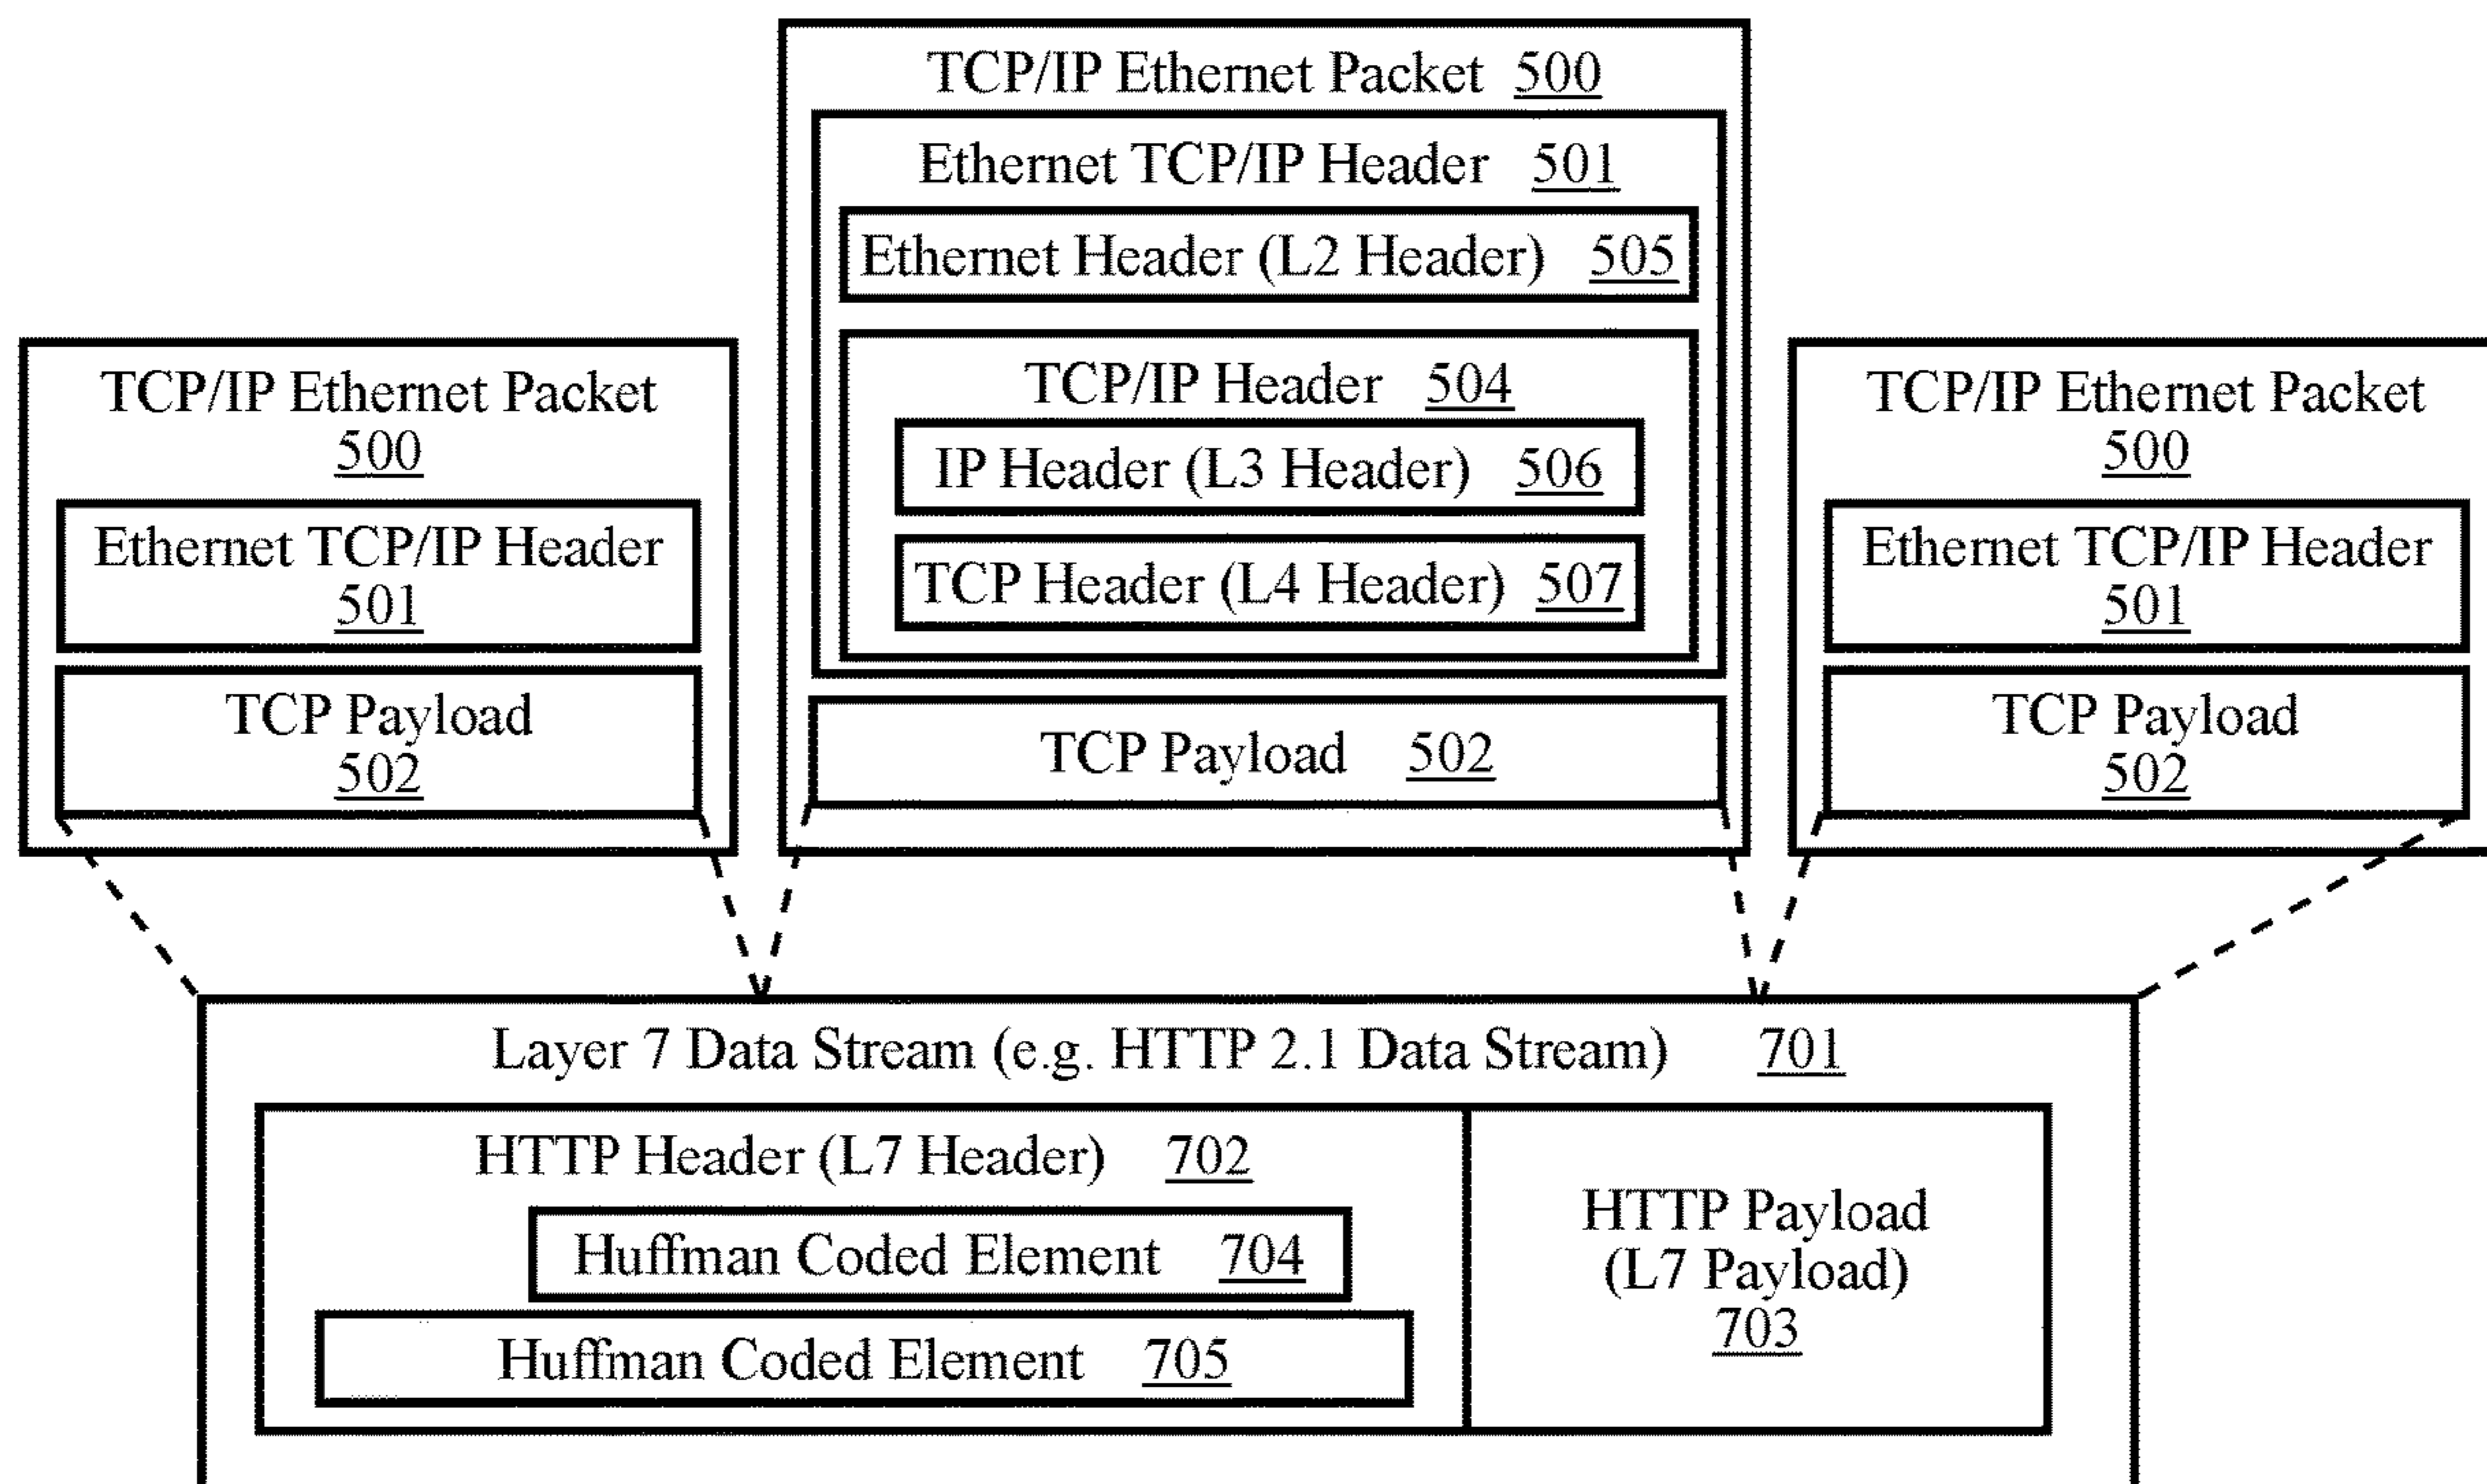 TCP/IP Ethernet Packet
500
Ethernet TCP/IP Header
501
TCP Payload
502
TCP/IP Ethernet Packet 500
Ethernet TCP/IP Header 501
Ethernet Header (L2 Header) 505
TCP/IP Header 504
IP Header (L3 Header) 506
TCP Header (L4 Header) 507
TCP Payload 502
TCP/IP Ethernet Packet
500
Ethernet TCP/IP Header
501
TCP Payload
502
Layer 7 Data Stream (e.g. HTTP 2.1 Data Stream) 701
HTTP Header (L7 Header) 702
Huffman Coded Element 704
Huffman Coded Element 705
HTTP Payload
(L7 Payload)
703